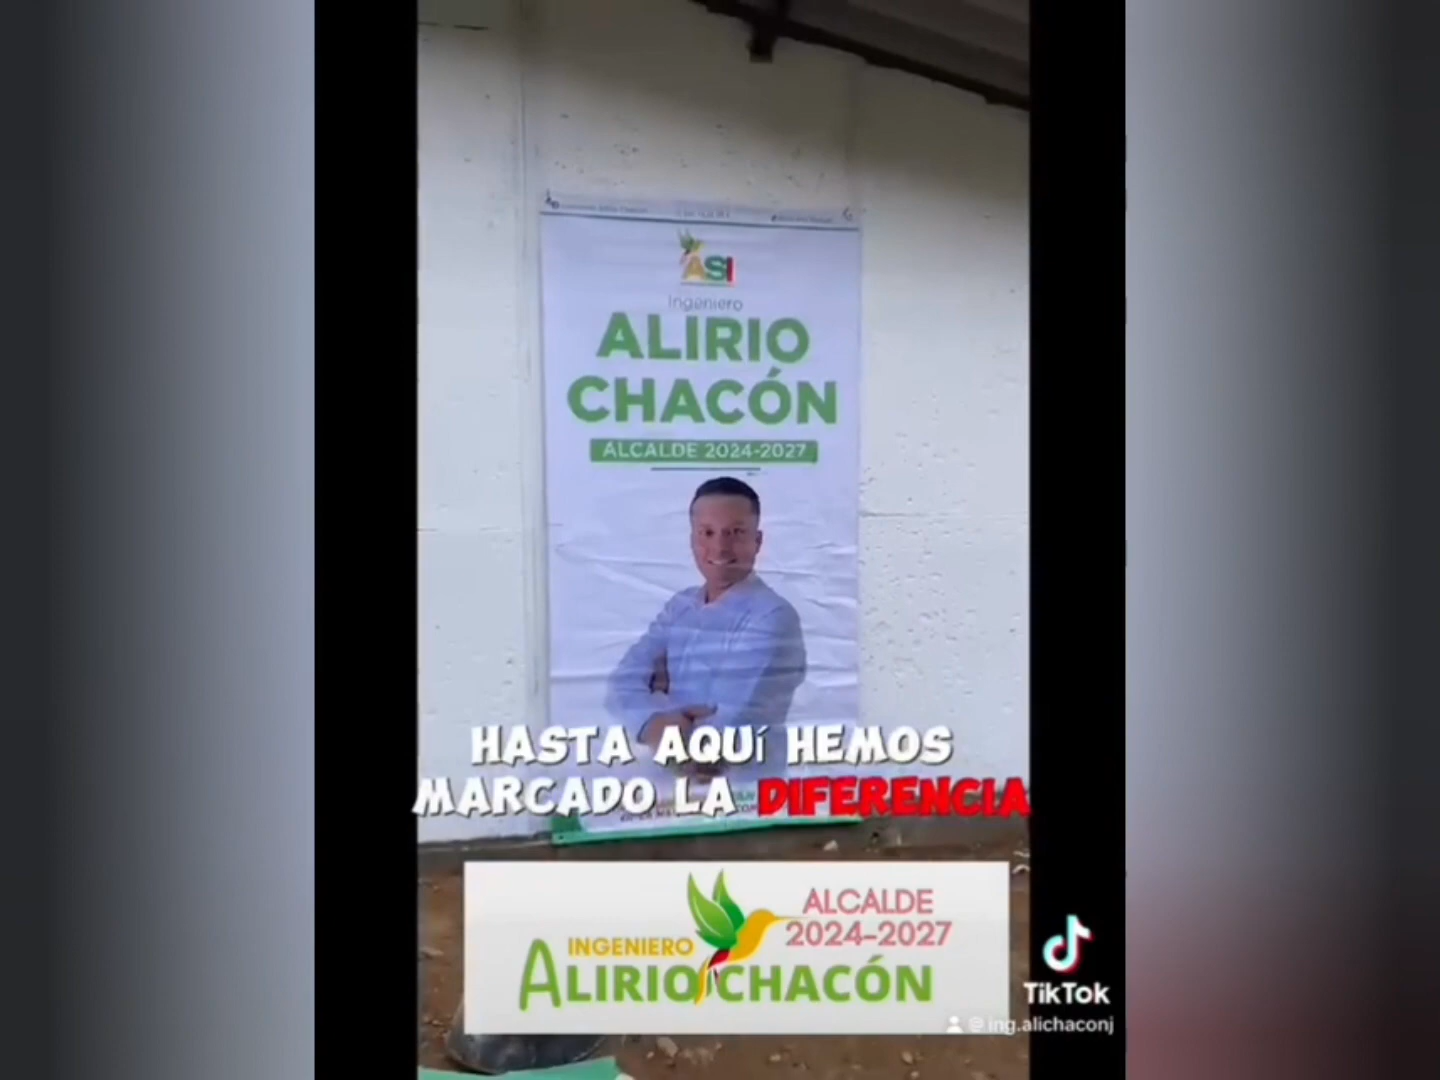 ASI
Ingeniero
ALIRIO
CHACÓN
ALCALDE 2024-2027
HASTA AQUÍ HEMOS
MARCADO LA DIFERENCIA
ALCALDE
2024-2027
INGENIERO
ALIRIO CHACÓN
TikTok
@ing.alichaconj